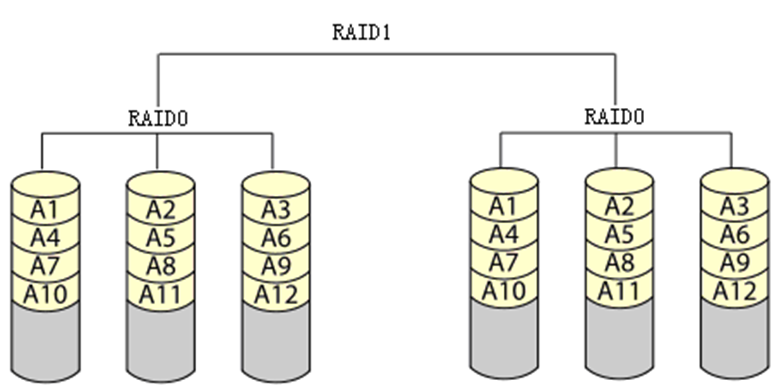 RAID1
RAID0 RAID0
A1 A2 A3 A1 A2 A3
A4 A5 A6 A4 A5 A6
A7 A8 A9 A7 A8 A9
A10 A11 A12 A10 A11 A12